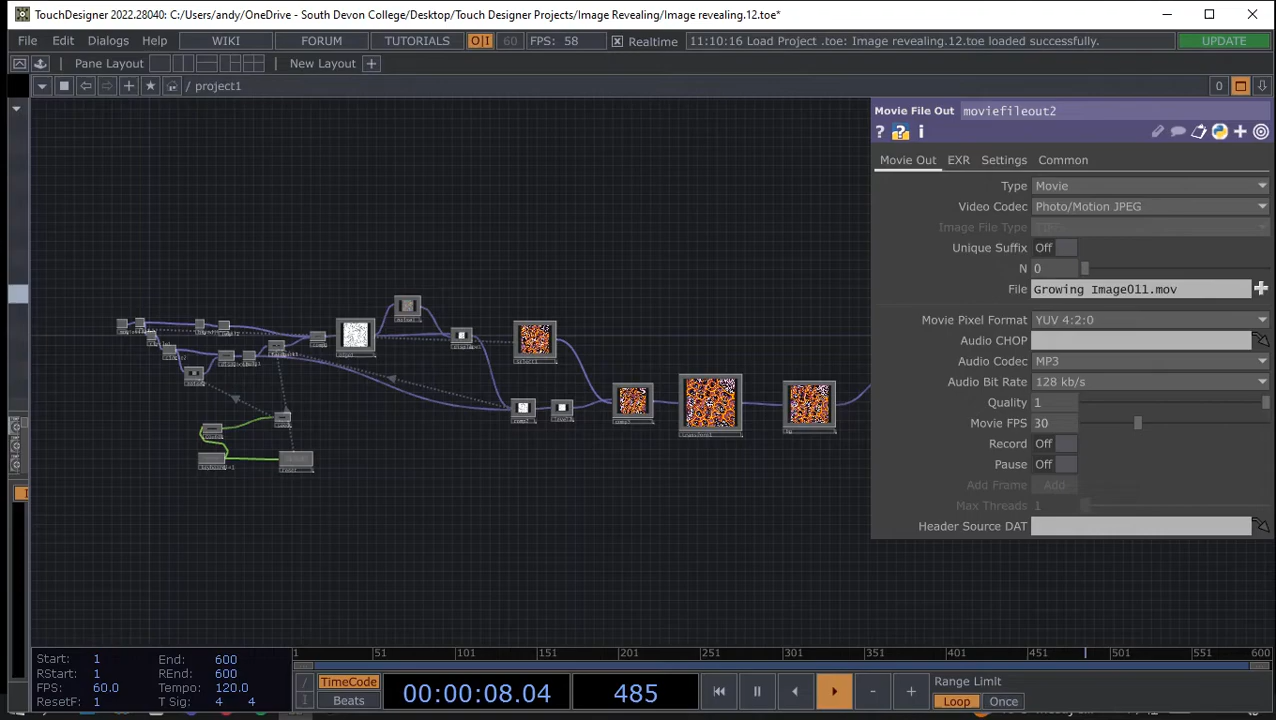 TouchDesigner 2022.28040: C:/Users/andy/OneDrive - South Devon College/Desktop/Touch Designer Projects/Image Revealing/Image revealing.12.toe*
File Edit Dialogs Help WIKI FORUM TUTORIALS O|I 60 FPS: 58 Realtime 11:10:16 Load Project .toe: Image revealing.12.toe loaded successfully. UPDATE
Pane Layout New Layout +
/ project1 0
Movie File Out moviefileout2
? ? i
Movie Out EXR Settings Common
Type Movie
Video Codec Photo/Motion JPEG
Image File Type TIFF
Unique Suffix Off
N 0
File Growing Image011.mov
Movie Pixel Format YUV 4:2:0
Audio CHOP
Audio Codec MP3
Audio Bit Rate 128 kb/s
Quality 1
Movie FPS 30
Record Off
Pause Off
Add Frame Add
Max Threads 1
Header Source DAT
1 51 101 151 201 251 301 351 401 451 501 551 600
Start: 1 End: 600
RStart: 1 REnd: 600
FPS: 60.0 Tempo: 120.0
ResetF: 1 T Sig: 4 4
TimeCode
Beats
00:00:08.04 485
- +
Range Limit
Loop Once